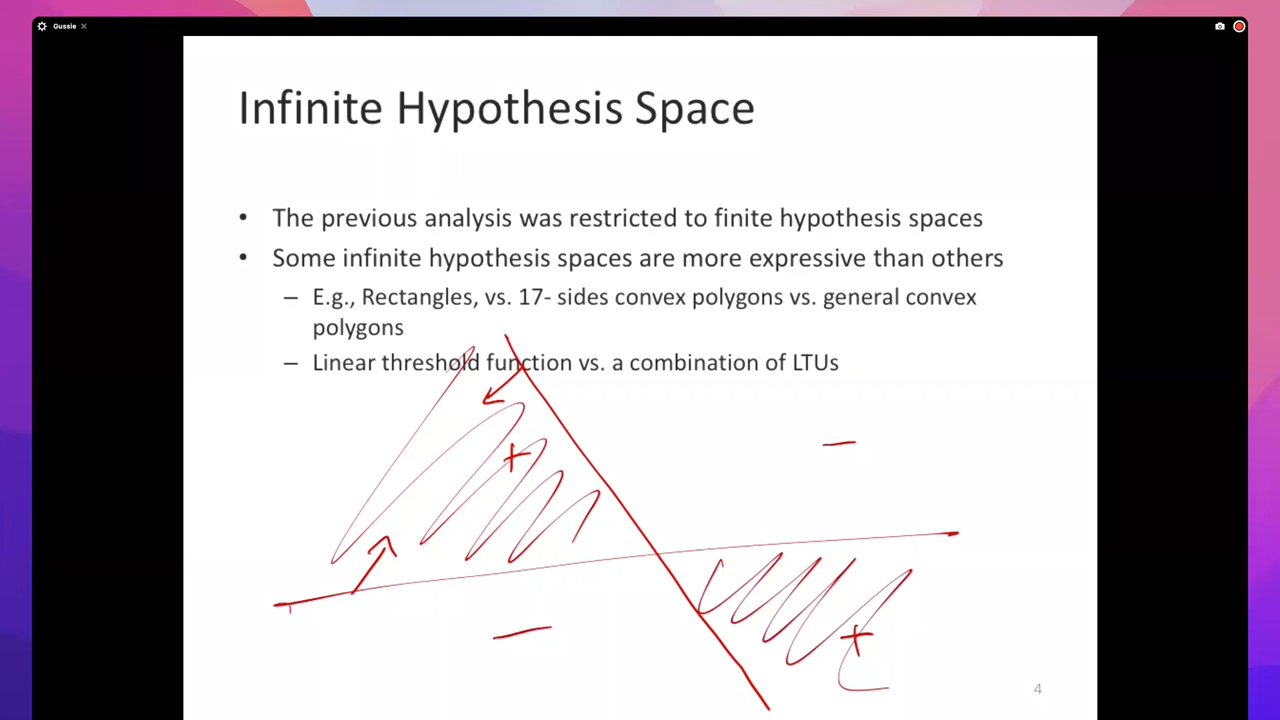 Gussie
Infinite Hypothesis Space
• The previous analysis was restricted to finite hypothesis spaces
• Some infinite hypothesis spaces are more expressive than others
– E.g., Rectangles, vs. 17- sides convex polygons vs. general convex
polygons
– Linear threshold function vs. a combination of LTUs
−
+
−
+
4